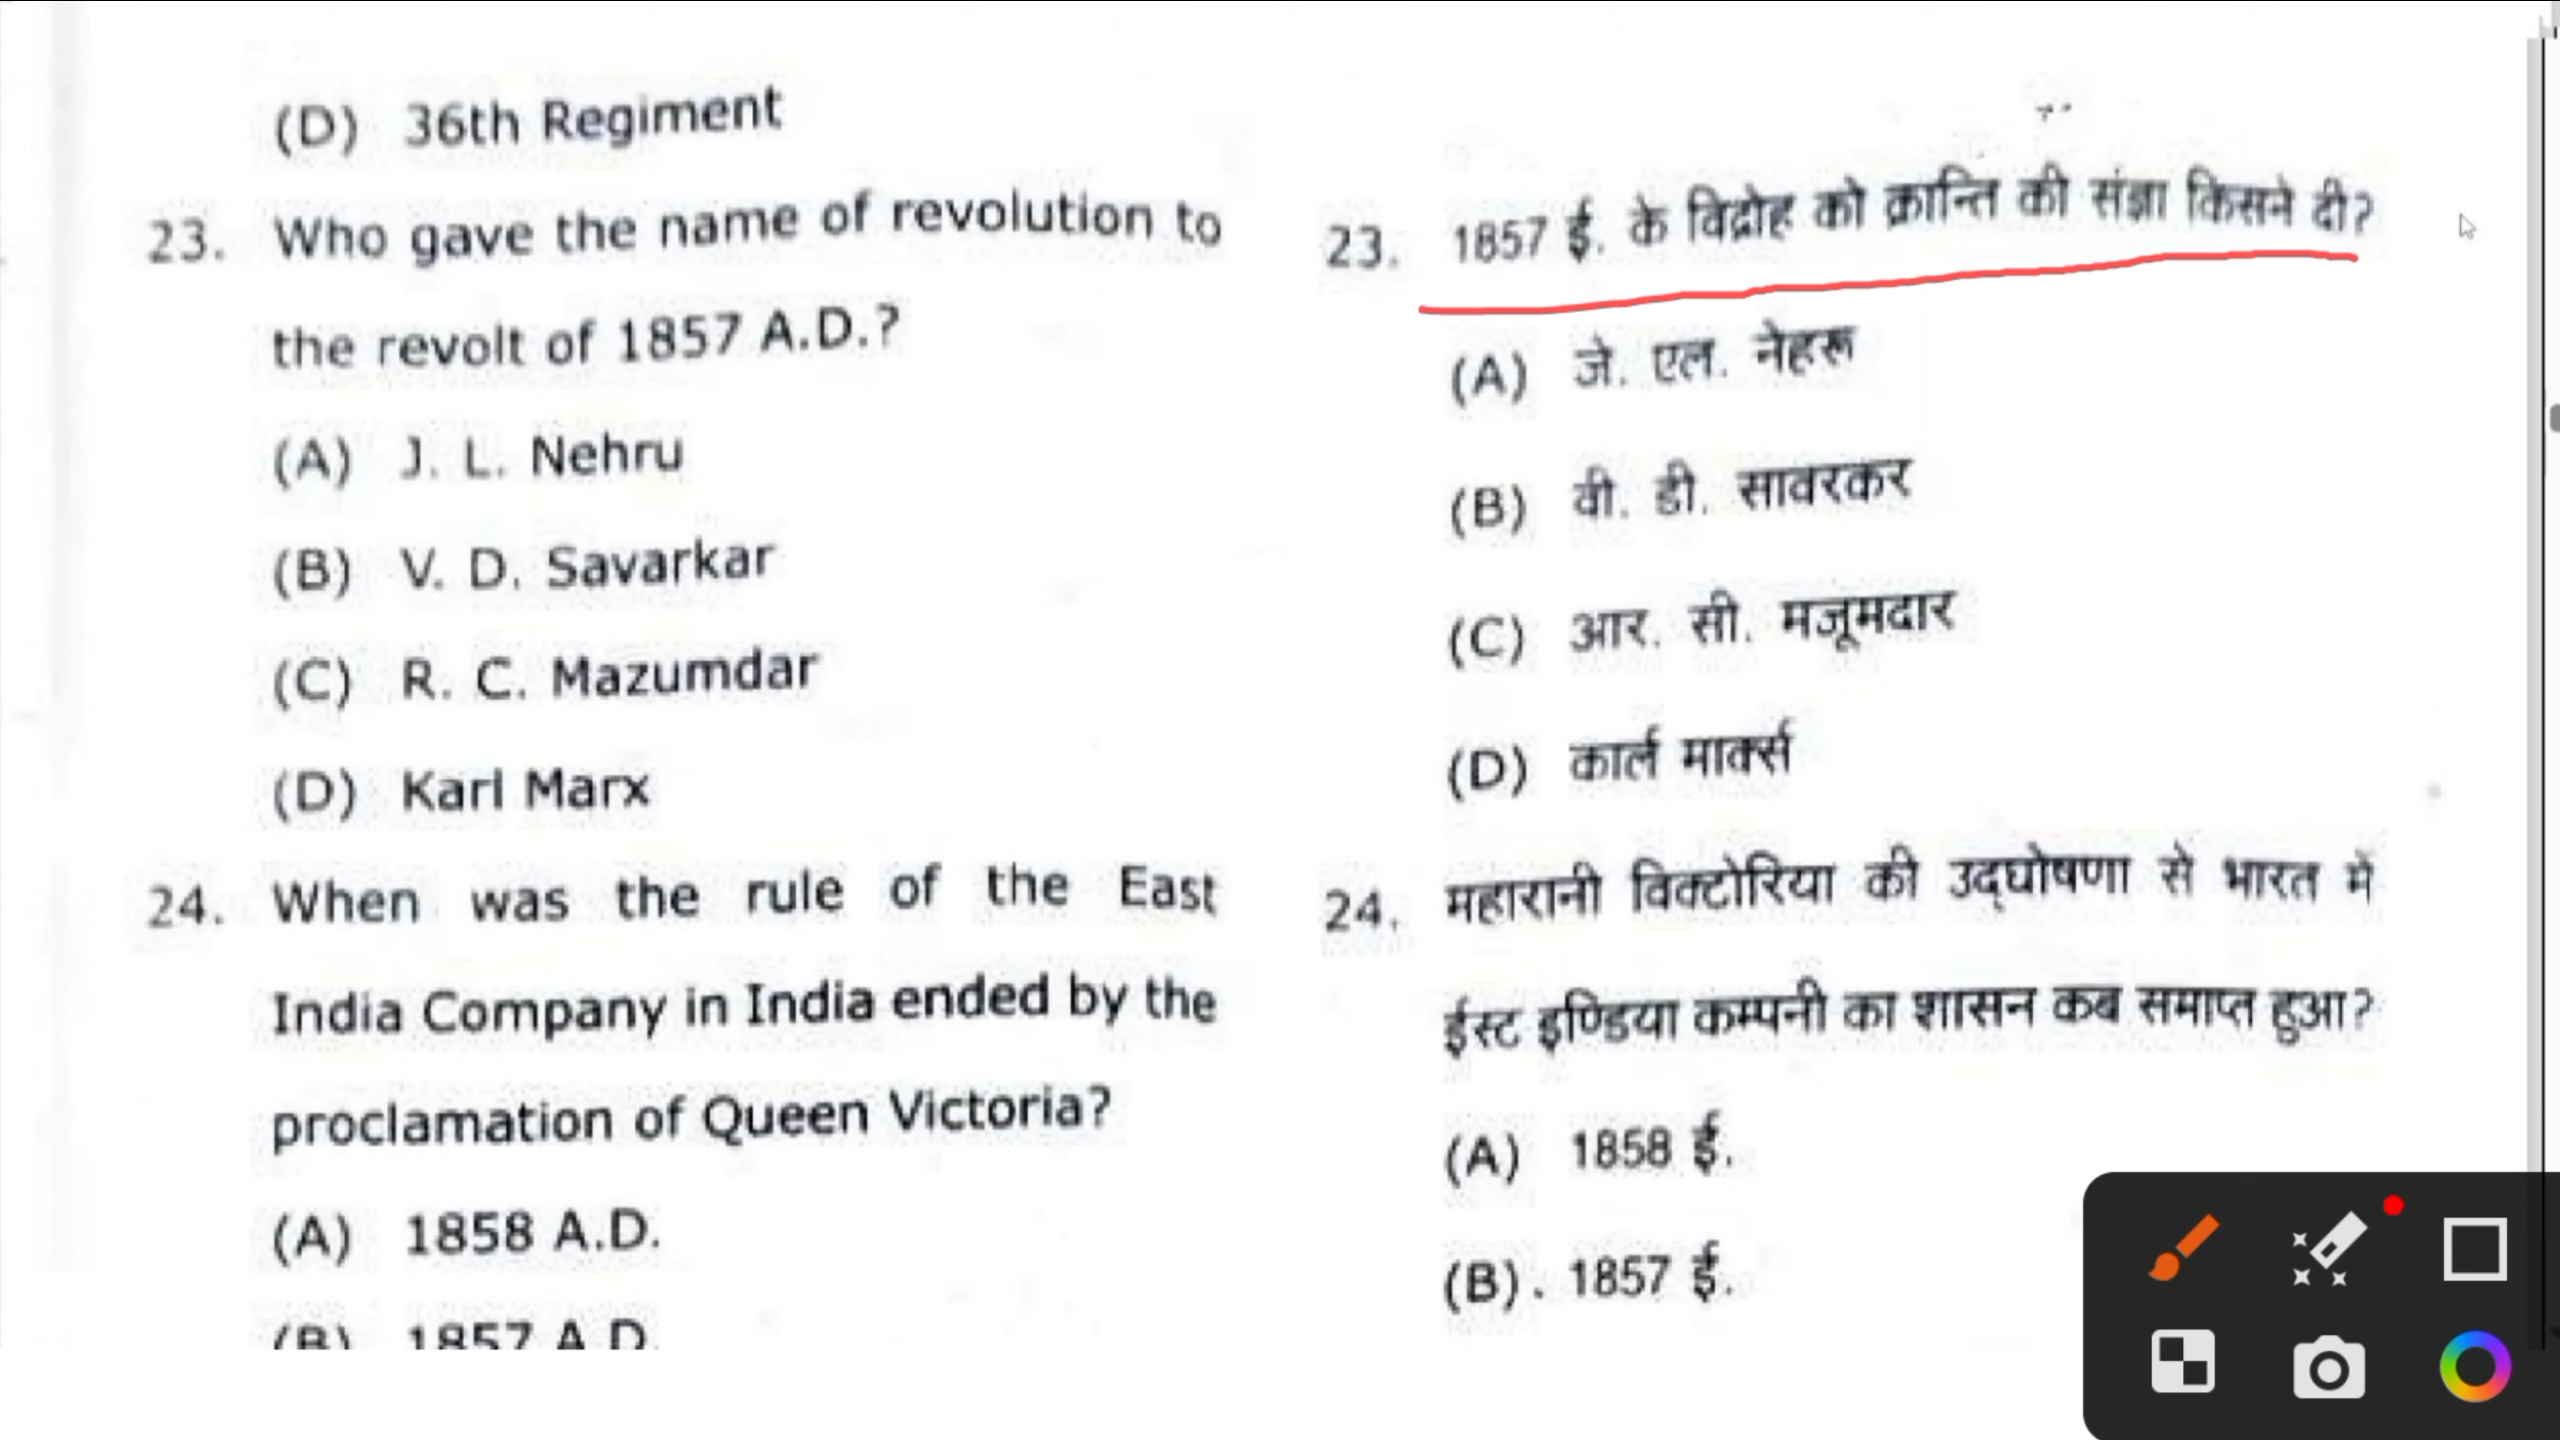 (D) 36th Regiment
23. Who gave the name of revolution to
the revolt of 1857 A.D.?
(A) J. L. Nehru
(B) V. D. Savarkar
(C) R. C. Mazumdar
(D) Karl Marx
24. When was the rule of the East
India Company in India ended by the
proclamation of Queen Victoria?
(A) 1858 A.D.
(B) 1857 A.D.
23. 1857 ई. के विद्रोह को क्रान्ति की संज्ञा किसने दी?
(A) जे. एल. नेहरू
(B) वी. डी. सावरकर
(C) आर. सी. मजूमदार
(D) कार्ल मार्क्स
24. महारानी विक्टोरिया की उद्घोषणा से भारत में
ईस्ट इण्डिया कम्पनी का शासन कब समाप्त हुआ?
(A) 1858 ई.
(B) . 1857 ई.